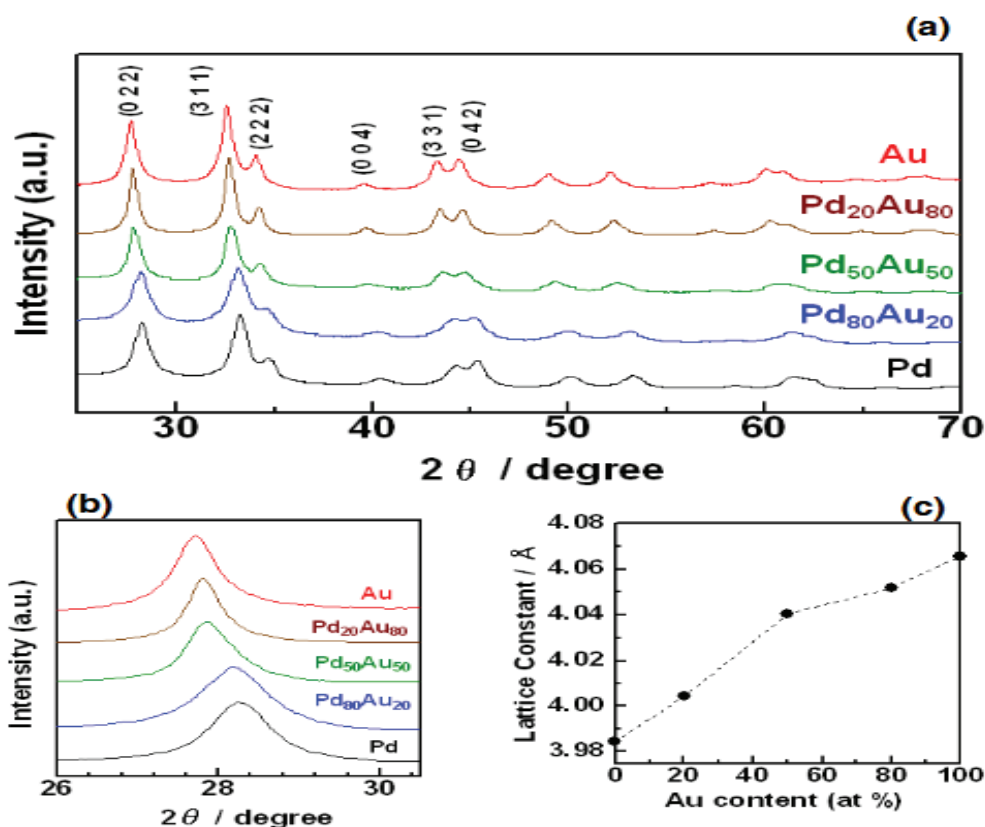 (a)
Intensity (a.u.)
(0 2 2)
(3 1 1)
(2 2 2)
(0 0 4)
(3 3 1)
(0 4 2)
Au
Pd20Au80
Pd50Au50
Pd80Au20
Pd
30 40 50 60 70
2 θ / degree
(b)
Intensity (a.u.)
Au
Pd20Au80
Pd50Au50
Pd80Au20
Pd
26 28 30
2θ / degree
(c)
Lattice Constant / Å
4.08
4.06
4.04
4.02
4.00
3.98
0 20 40 60 80 100
Au content (at %)